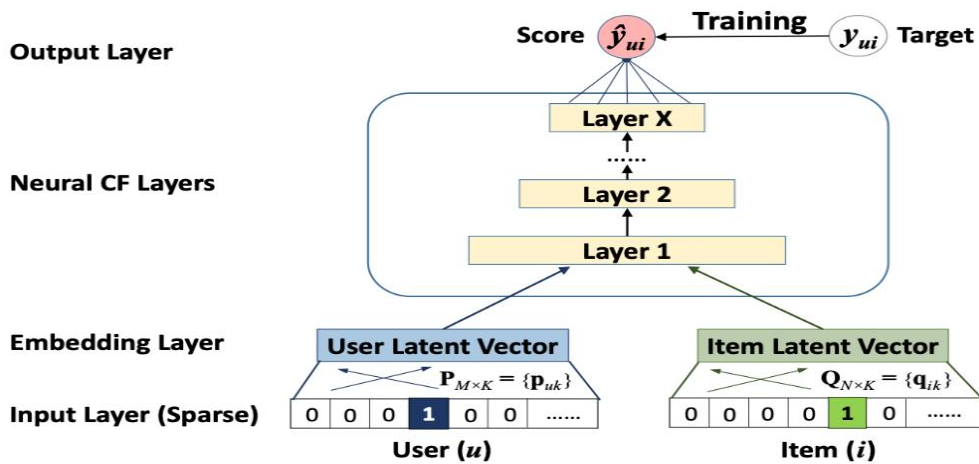 Output Layer
Score ŷui Training yui Target
Layer X
......
Neural CF Layers
Layer 2
Layer 1
Embedding Layer
User Latent Vector Item Latent Vector
PM×K = {puk} QN×K = {qik}
Input Layer (Sparse) 0 0 0 1 0 0 ...... 0 0 0 0 1 0 ......
User (u) Item (i)